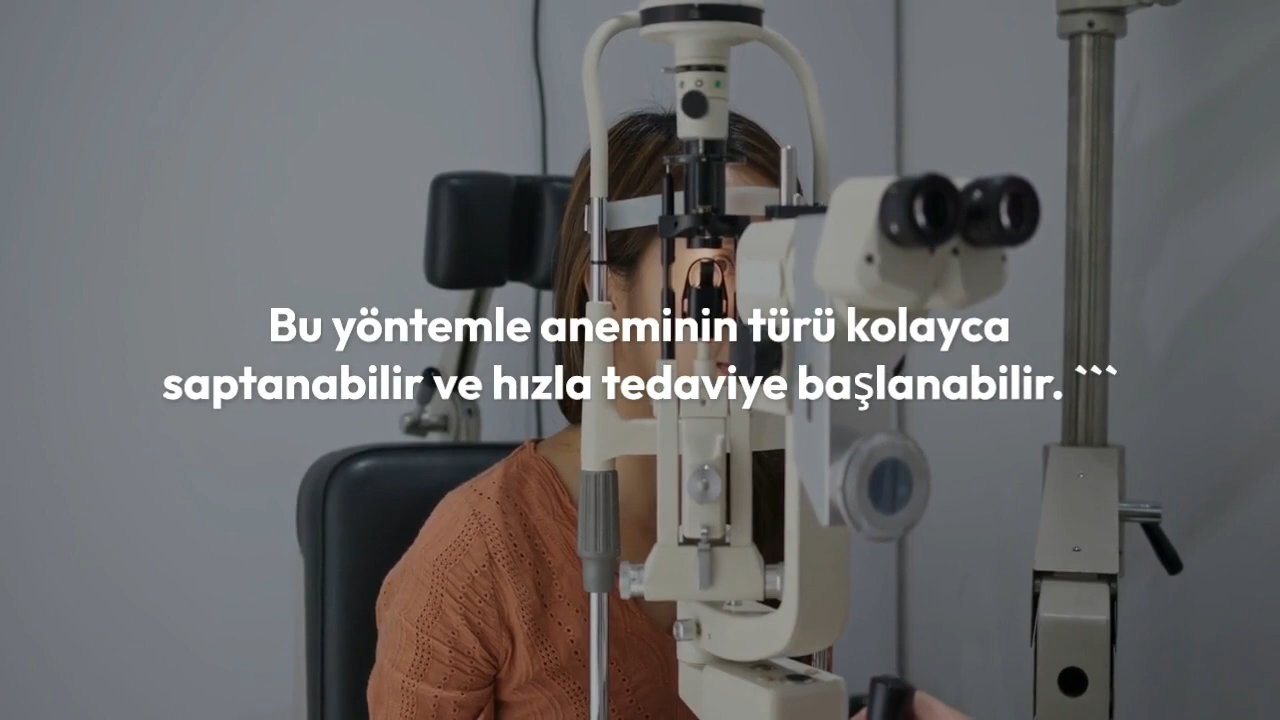 Bu yöntemle aneminin türü kolayca
saptanabilir ve hızla tedaviye başlanabilir. ```